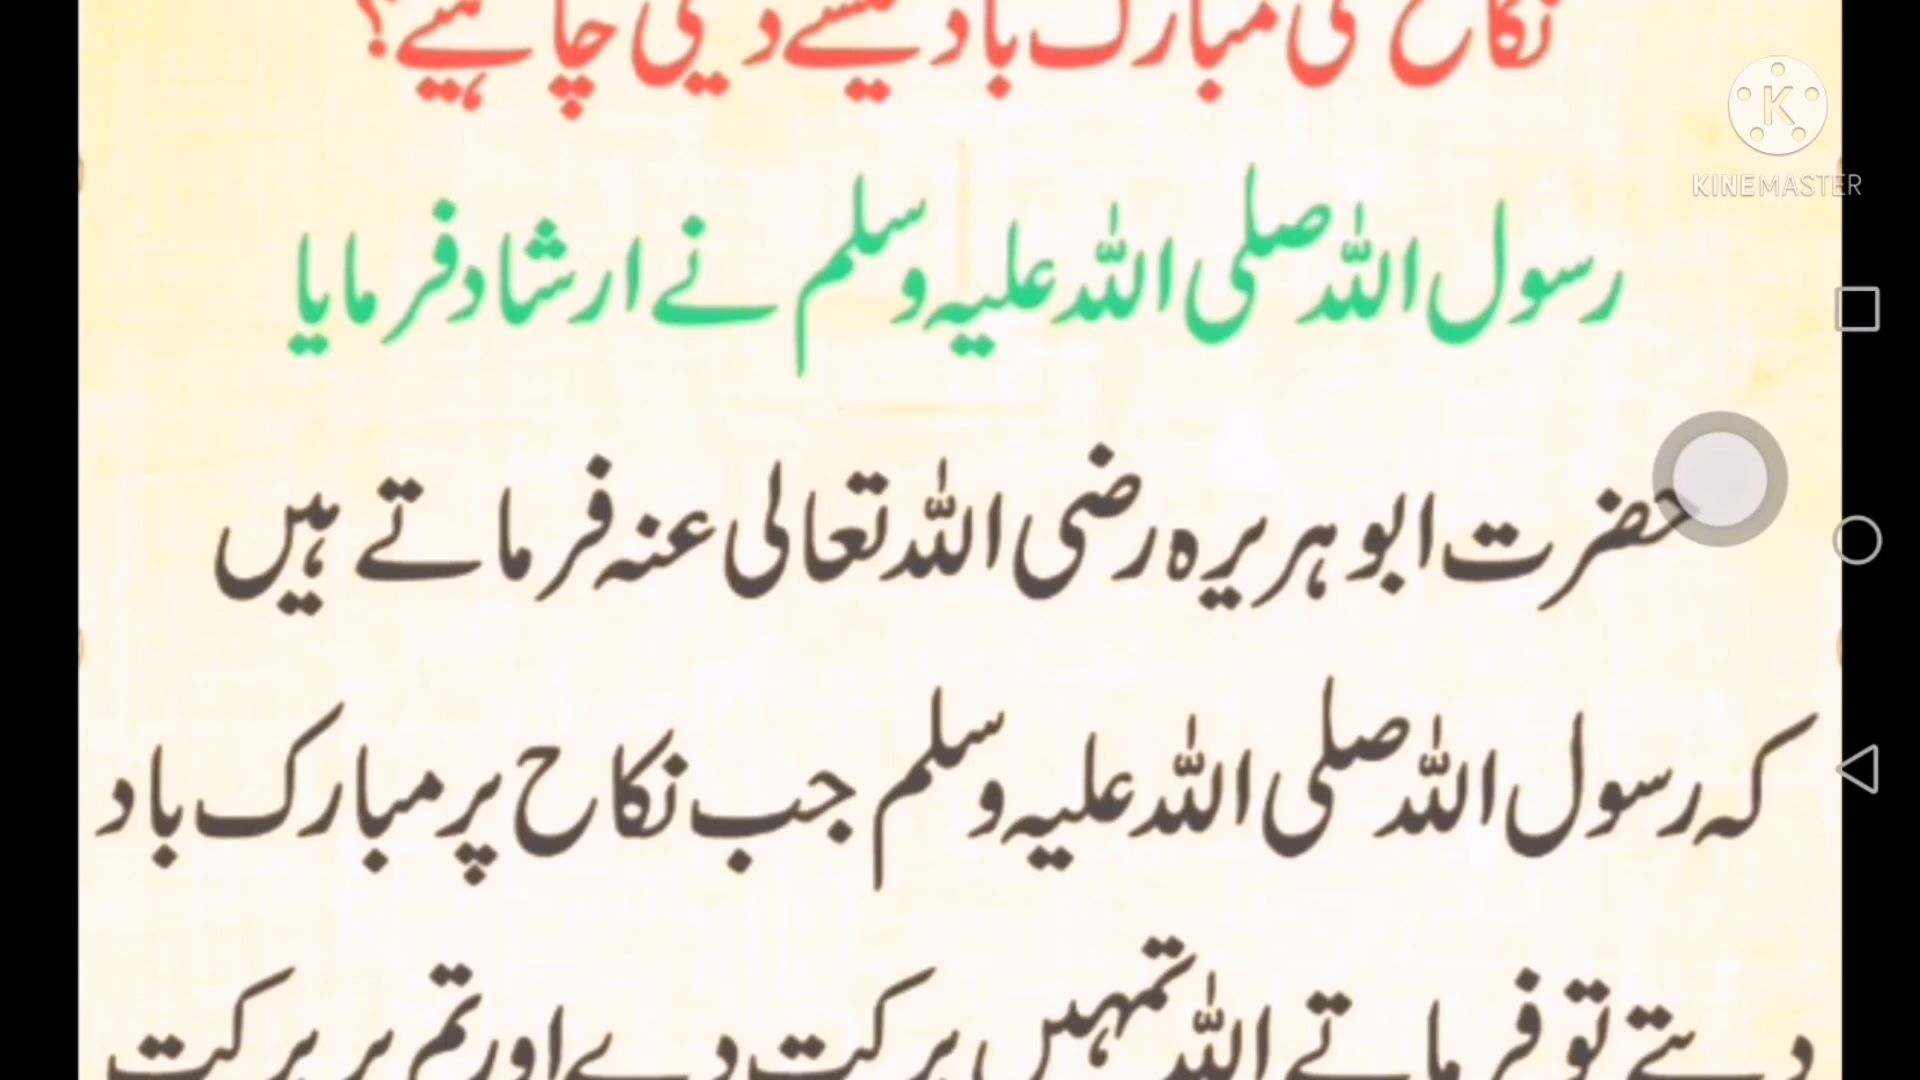 نکاح کی مبارک باد کیسے دینی چاہئیے؟
KINEMASTER
رسول اللہ صلی اللہ علیہ وسلم نے ارشاد فرمایا
حضرت ابو ہریرہ رضی اللہ تعالی عنہ فرماتے ہیں
کہ رسول اللہ صلی اللہ علیہ وسلم جب نکاح پر مبارک باد
دیتے تو فرماتے اللہ تمہیں برکت دے اور تم پر برکت